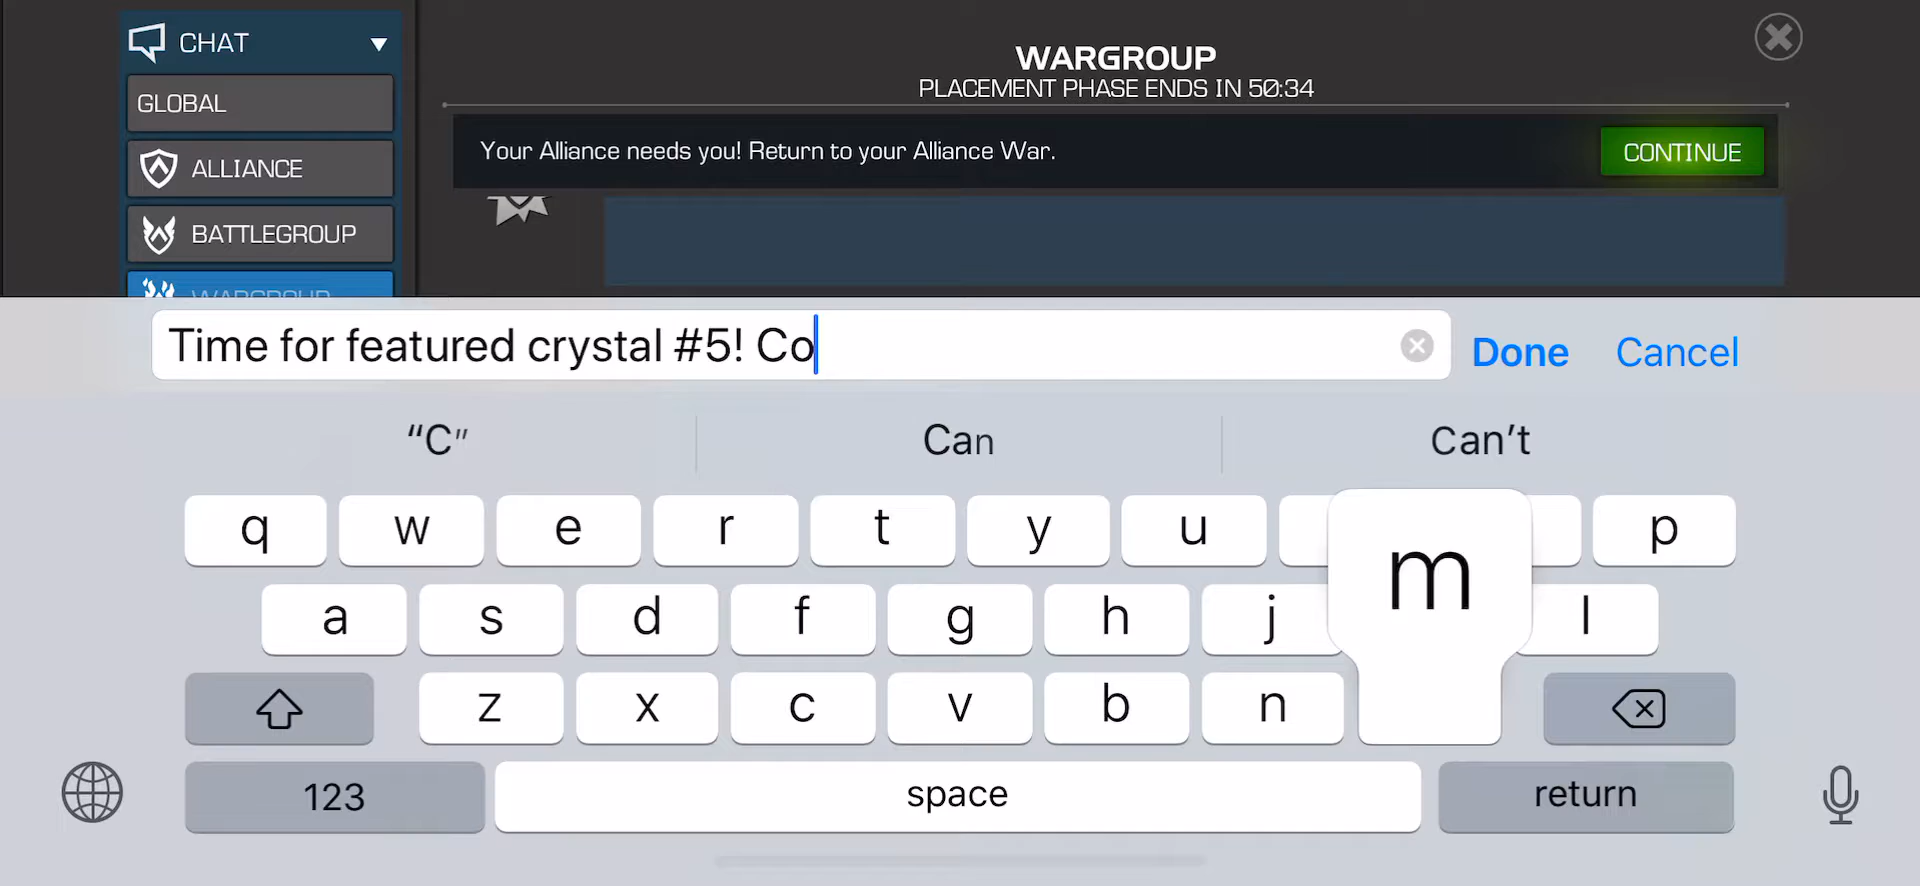 CHAT
GLOBAL
ALLIANCE
BATTLEGROUP
WARGROUP
WARGROUP
PLACEMENT PHASE ENDS IN 50:34
Your Alliance needs you! Return to your Alliance War.
CONTINUE
Time for featured crystal #5! Co
Done
Cancel
“C” Can Can’t
q w e r t y u p
a s d f g h j l
z x c v b n m
123 space return